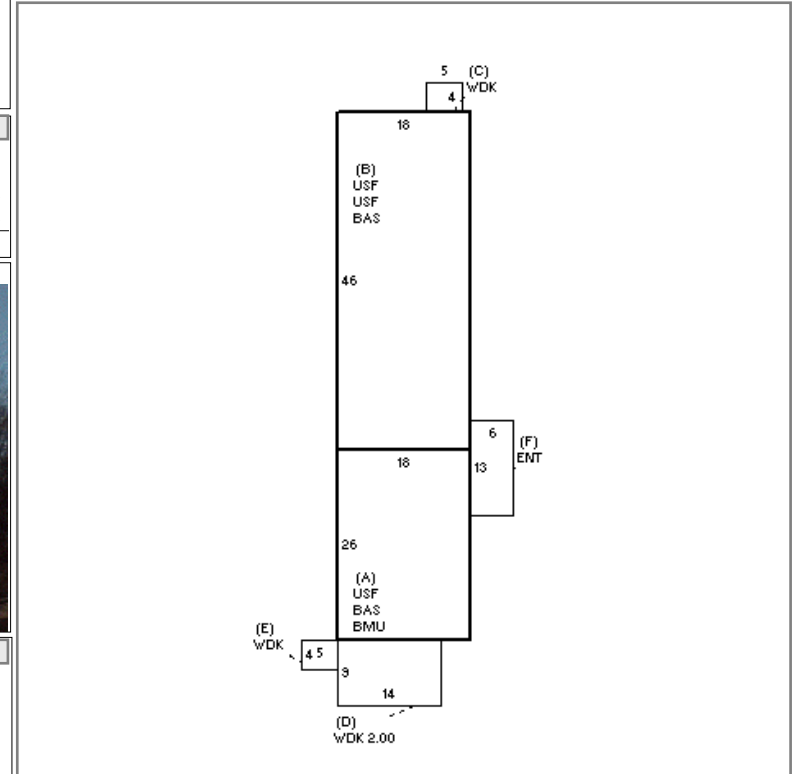 5
(C)
WDK
4
18
(B)
USF
USF
BAS
46
6
(F)
ENT
18
13
26
(A)
USF
BAS
BMU
(E)
WDK
4 5
9
14
(D)
WDK 2.00